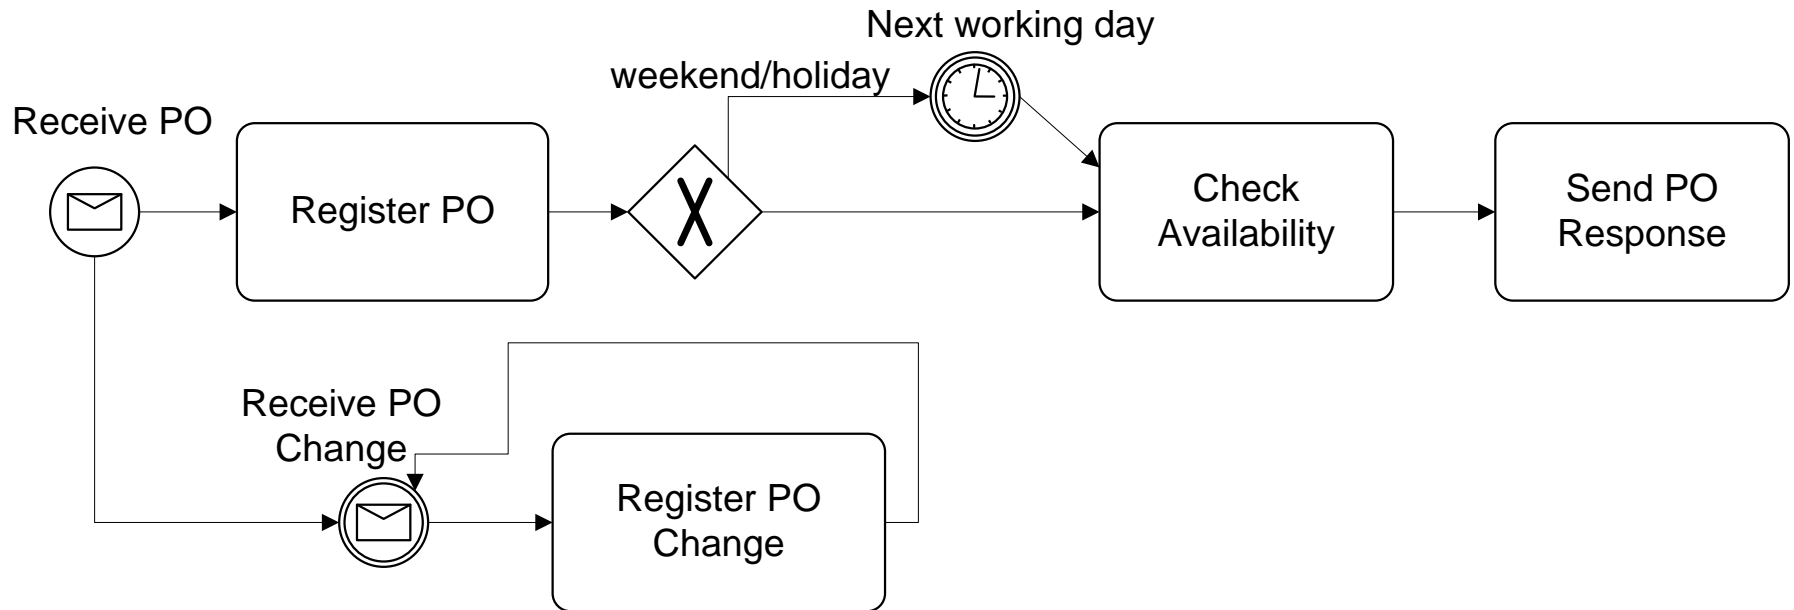 Next working day
weekend/holiday
Receive PO
Register PO
Check
Availability
Send PO
Response
Receive PO
Change
Register PO
Change